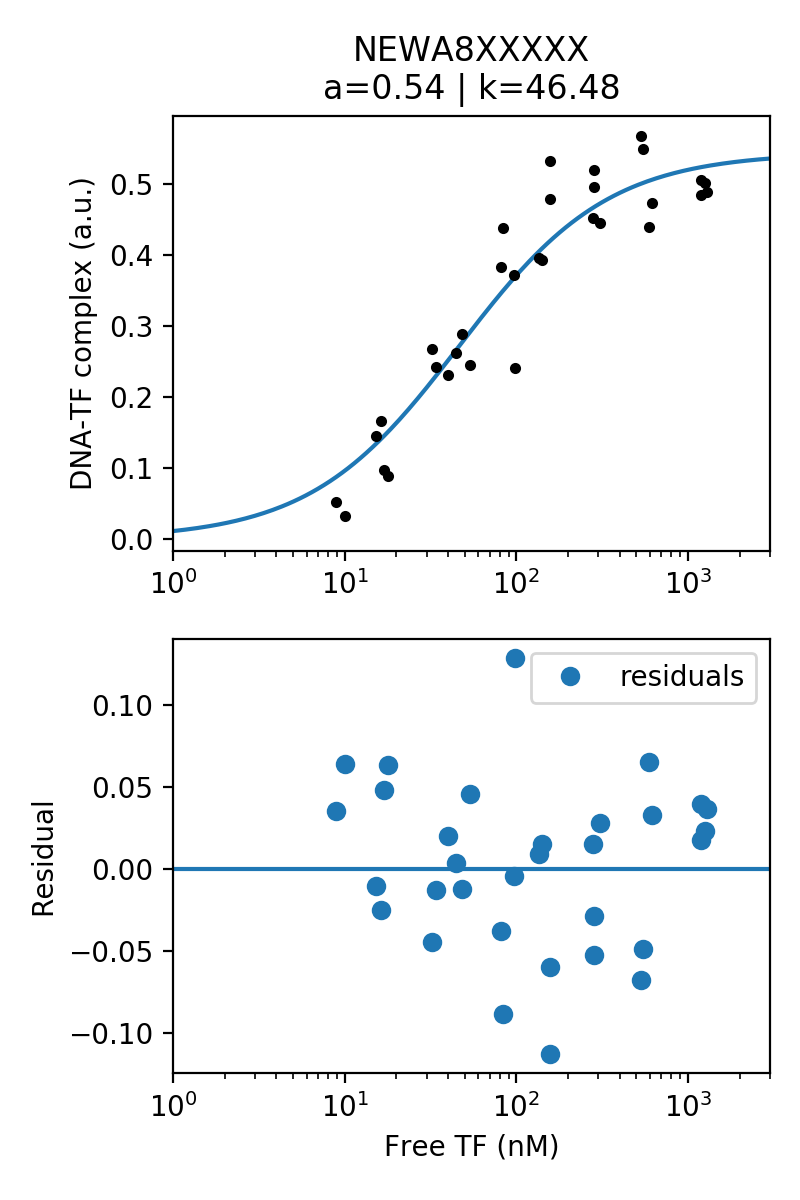 NEWA8XXXXX
a=0.54 | k=46.48
DNA-TF complex (a.u.)
0.5
0.4
0.3
0.2
0.1
0.0
10⁰ 10¹ 10² 10³
residuals
Residual
0.10
0.05
0.00
−0.05
−0.10
10⁰ 10¹ 10² 10³
Free TF (nM)